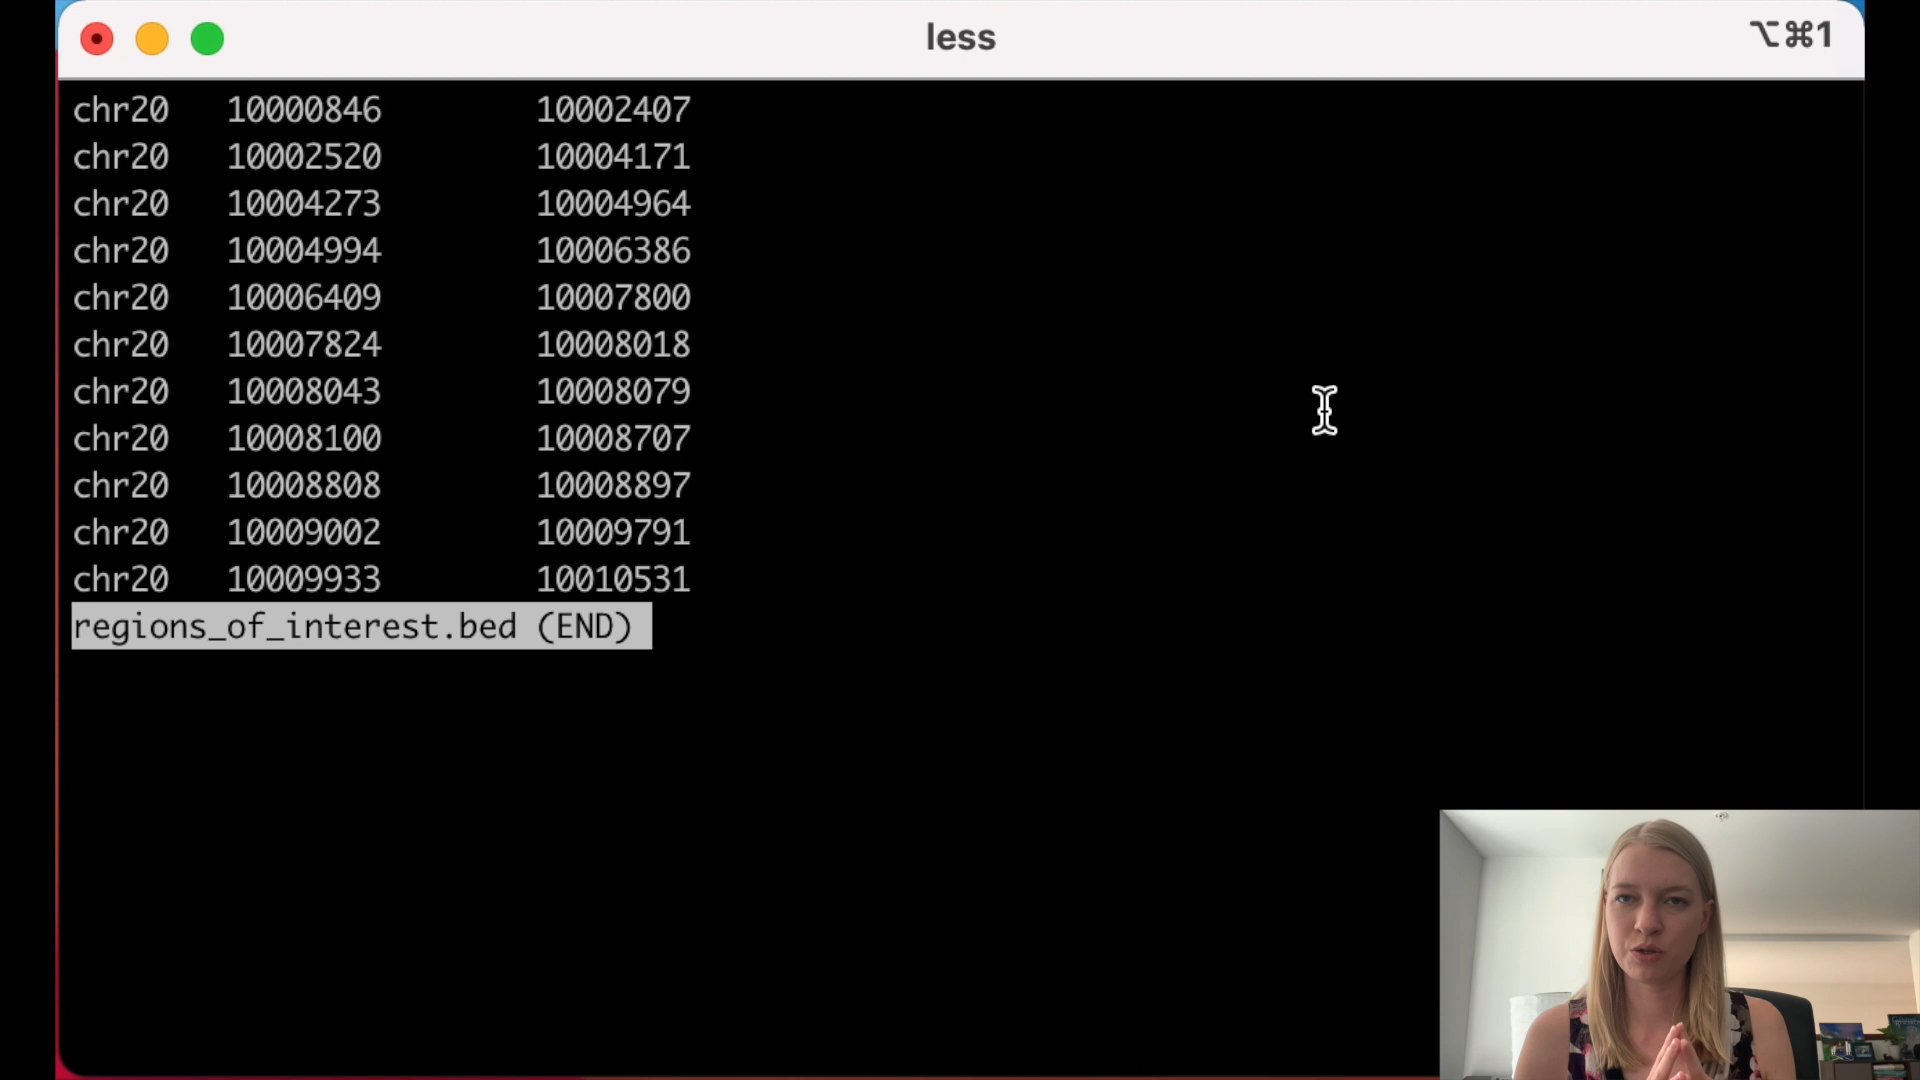 less
⌥⌘1
chr20 10000846 10002407
chr20 10002520 10004171
chr20 10004273 10004964
chr20 10004994 10006386
chr20 10006409 10007800
chr20 10007824 10008018
chr20 10008043 10008079
chr20 10008100 10008707
chr20 10008808 10008897
chr20 10009002 10009791
chr20 10009933 10010531
regions_of_interest.bed (END)